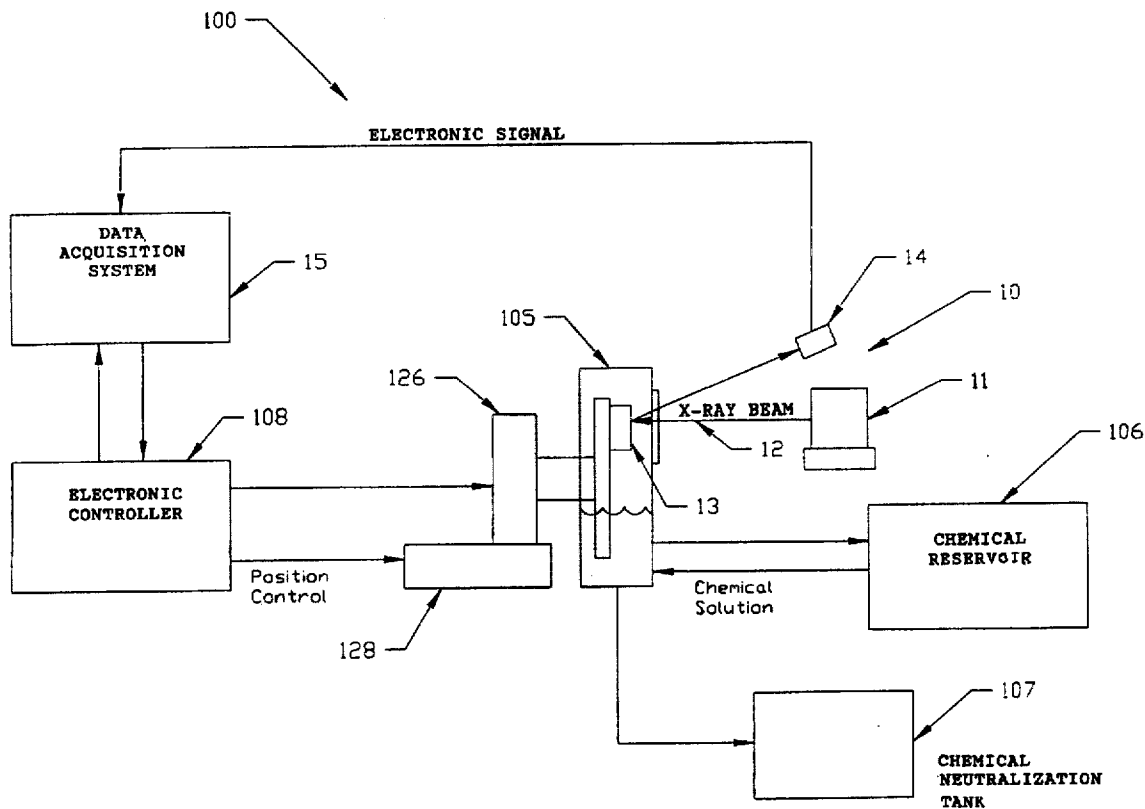 100
ELECTRONIC SIGNAL
DATA
ACQUISITION
SYSTEM
15
14
10
105
126
11
X-RAY BEAM
108
12
106
ELECTRONIC
CONTROLLER
13
CHEMICAL
RESERVOIR
Position
Control
Chemical
Solution
128
107
CHEMICAL
NEUTRALIZATION
TANK